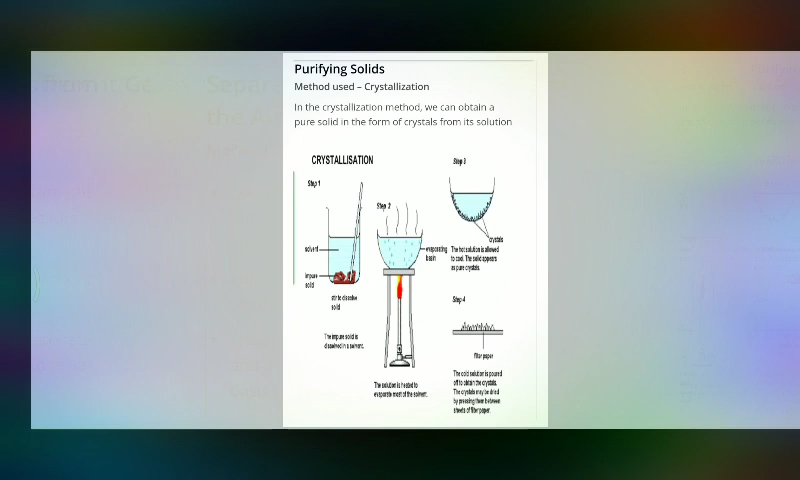 Purifying Solids
Method used – Crystallization
In the crystallization method, we can obtain a
pure solid in the form of crystals from its solution
CRYSTALLISATION
Step 1
solvent
impure
solid
stir to dissolve
solid
The impure solid is
dissolved in a solvent.
Step 2
evaporating
basin
The solution is heated to
evaporate most of the solvent.
Step 3
crystals
The hot solution is allowed
to cool. The solid appears
as pure crystals.
Step 4
filter paper
The cold solution is poured
off to obtain the crystals.
The crystals may be dried
by pressing them between
sheets of filter paper.